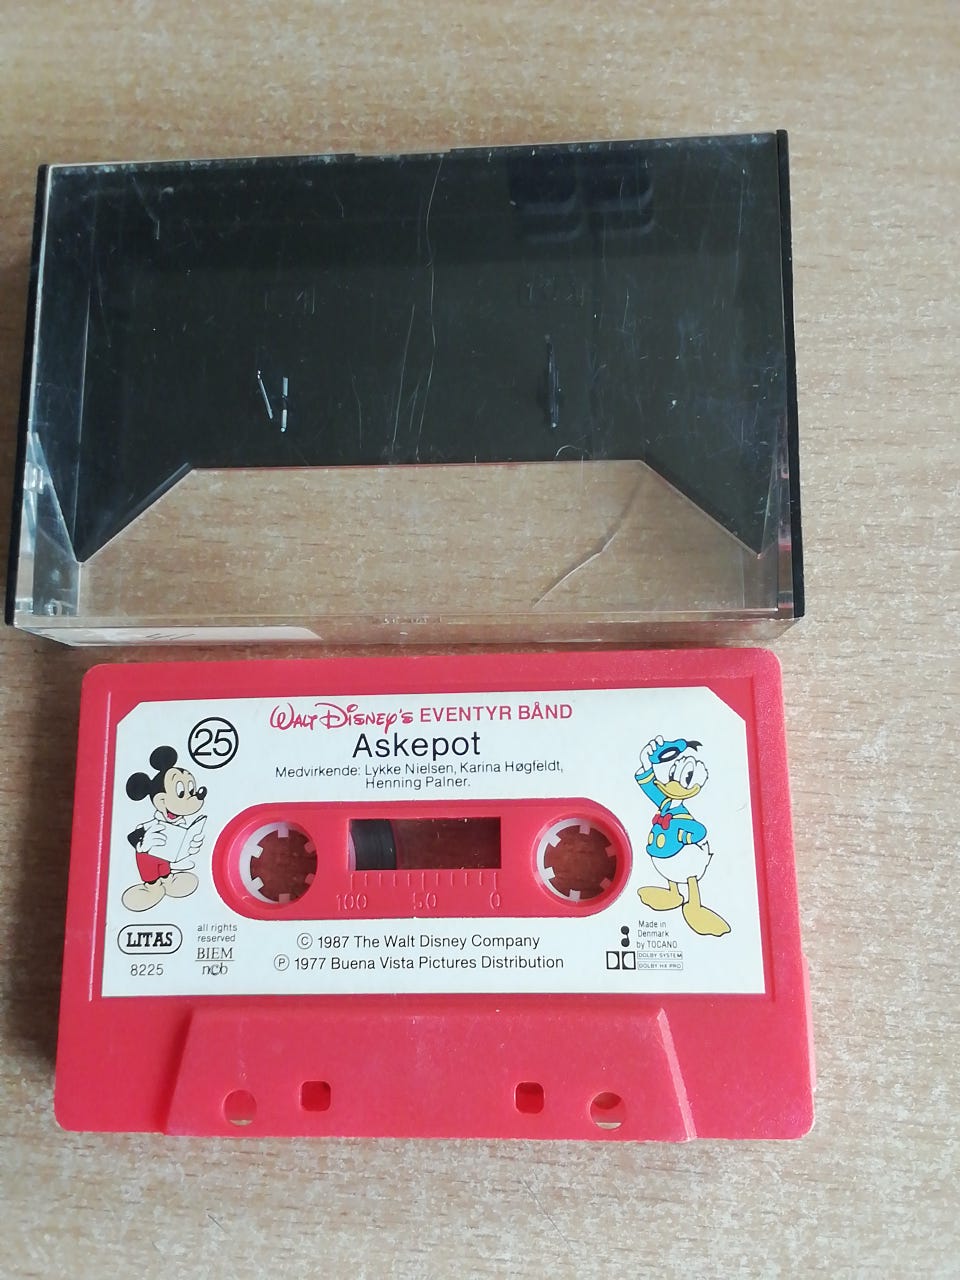 25
WALT DISNEY'S EVENTYR BÅND
Askepot
Medvirkende: Lykke Nielsen, Karina Høgfeldt,
Henning Palner.
100 50 0
LITAS
8225
all rights
reserved
BIEM
ncb
© 1987 The Walt Disney Company
℗ 1977 Buena Vista Pictures Distribution
Made in
Denmark
by TOCANO
DOLBY SYSTEM
DOLBY HX PRO